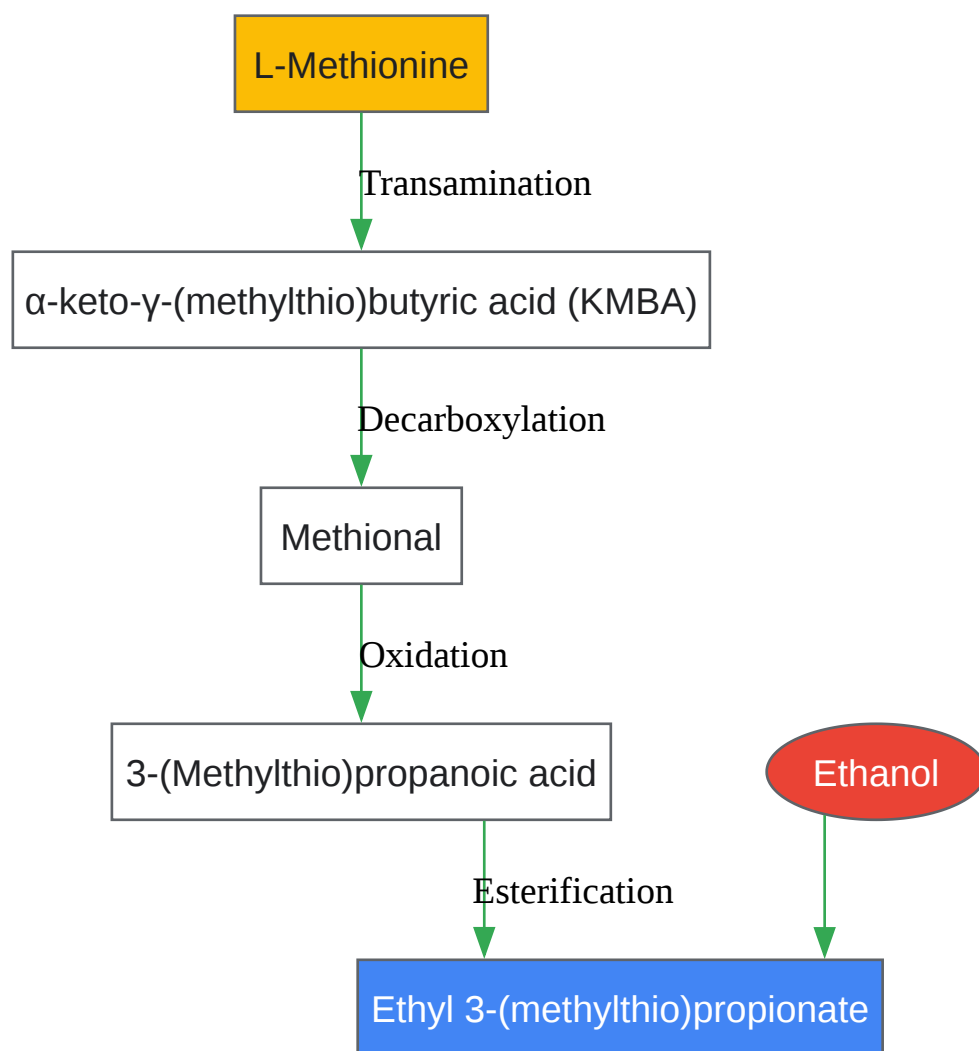 L-Methionine
Transamination
α-keto-γ-(methylthio)butyric acid (KMBA)
Decarboxylation
Methional
Oxidation
3-(Methylthio)propanoic acid
Ethanol
Esterification
Ethyl 3-(methylthio)propionate